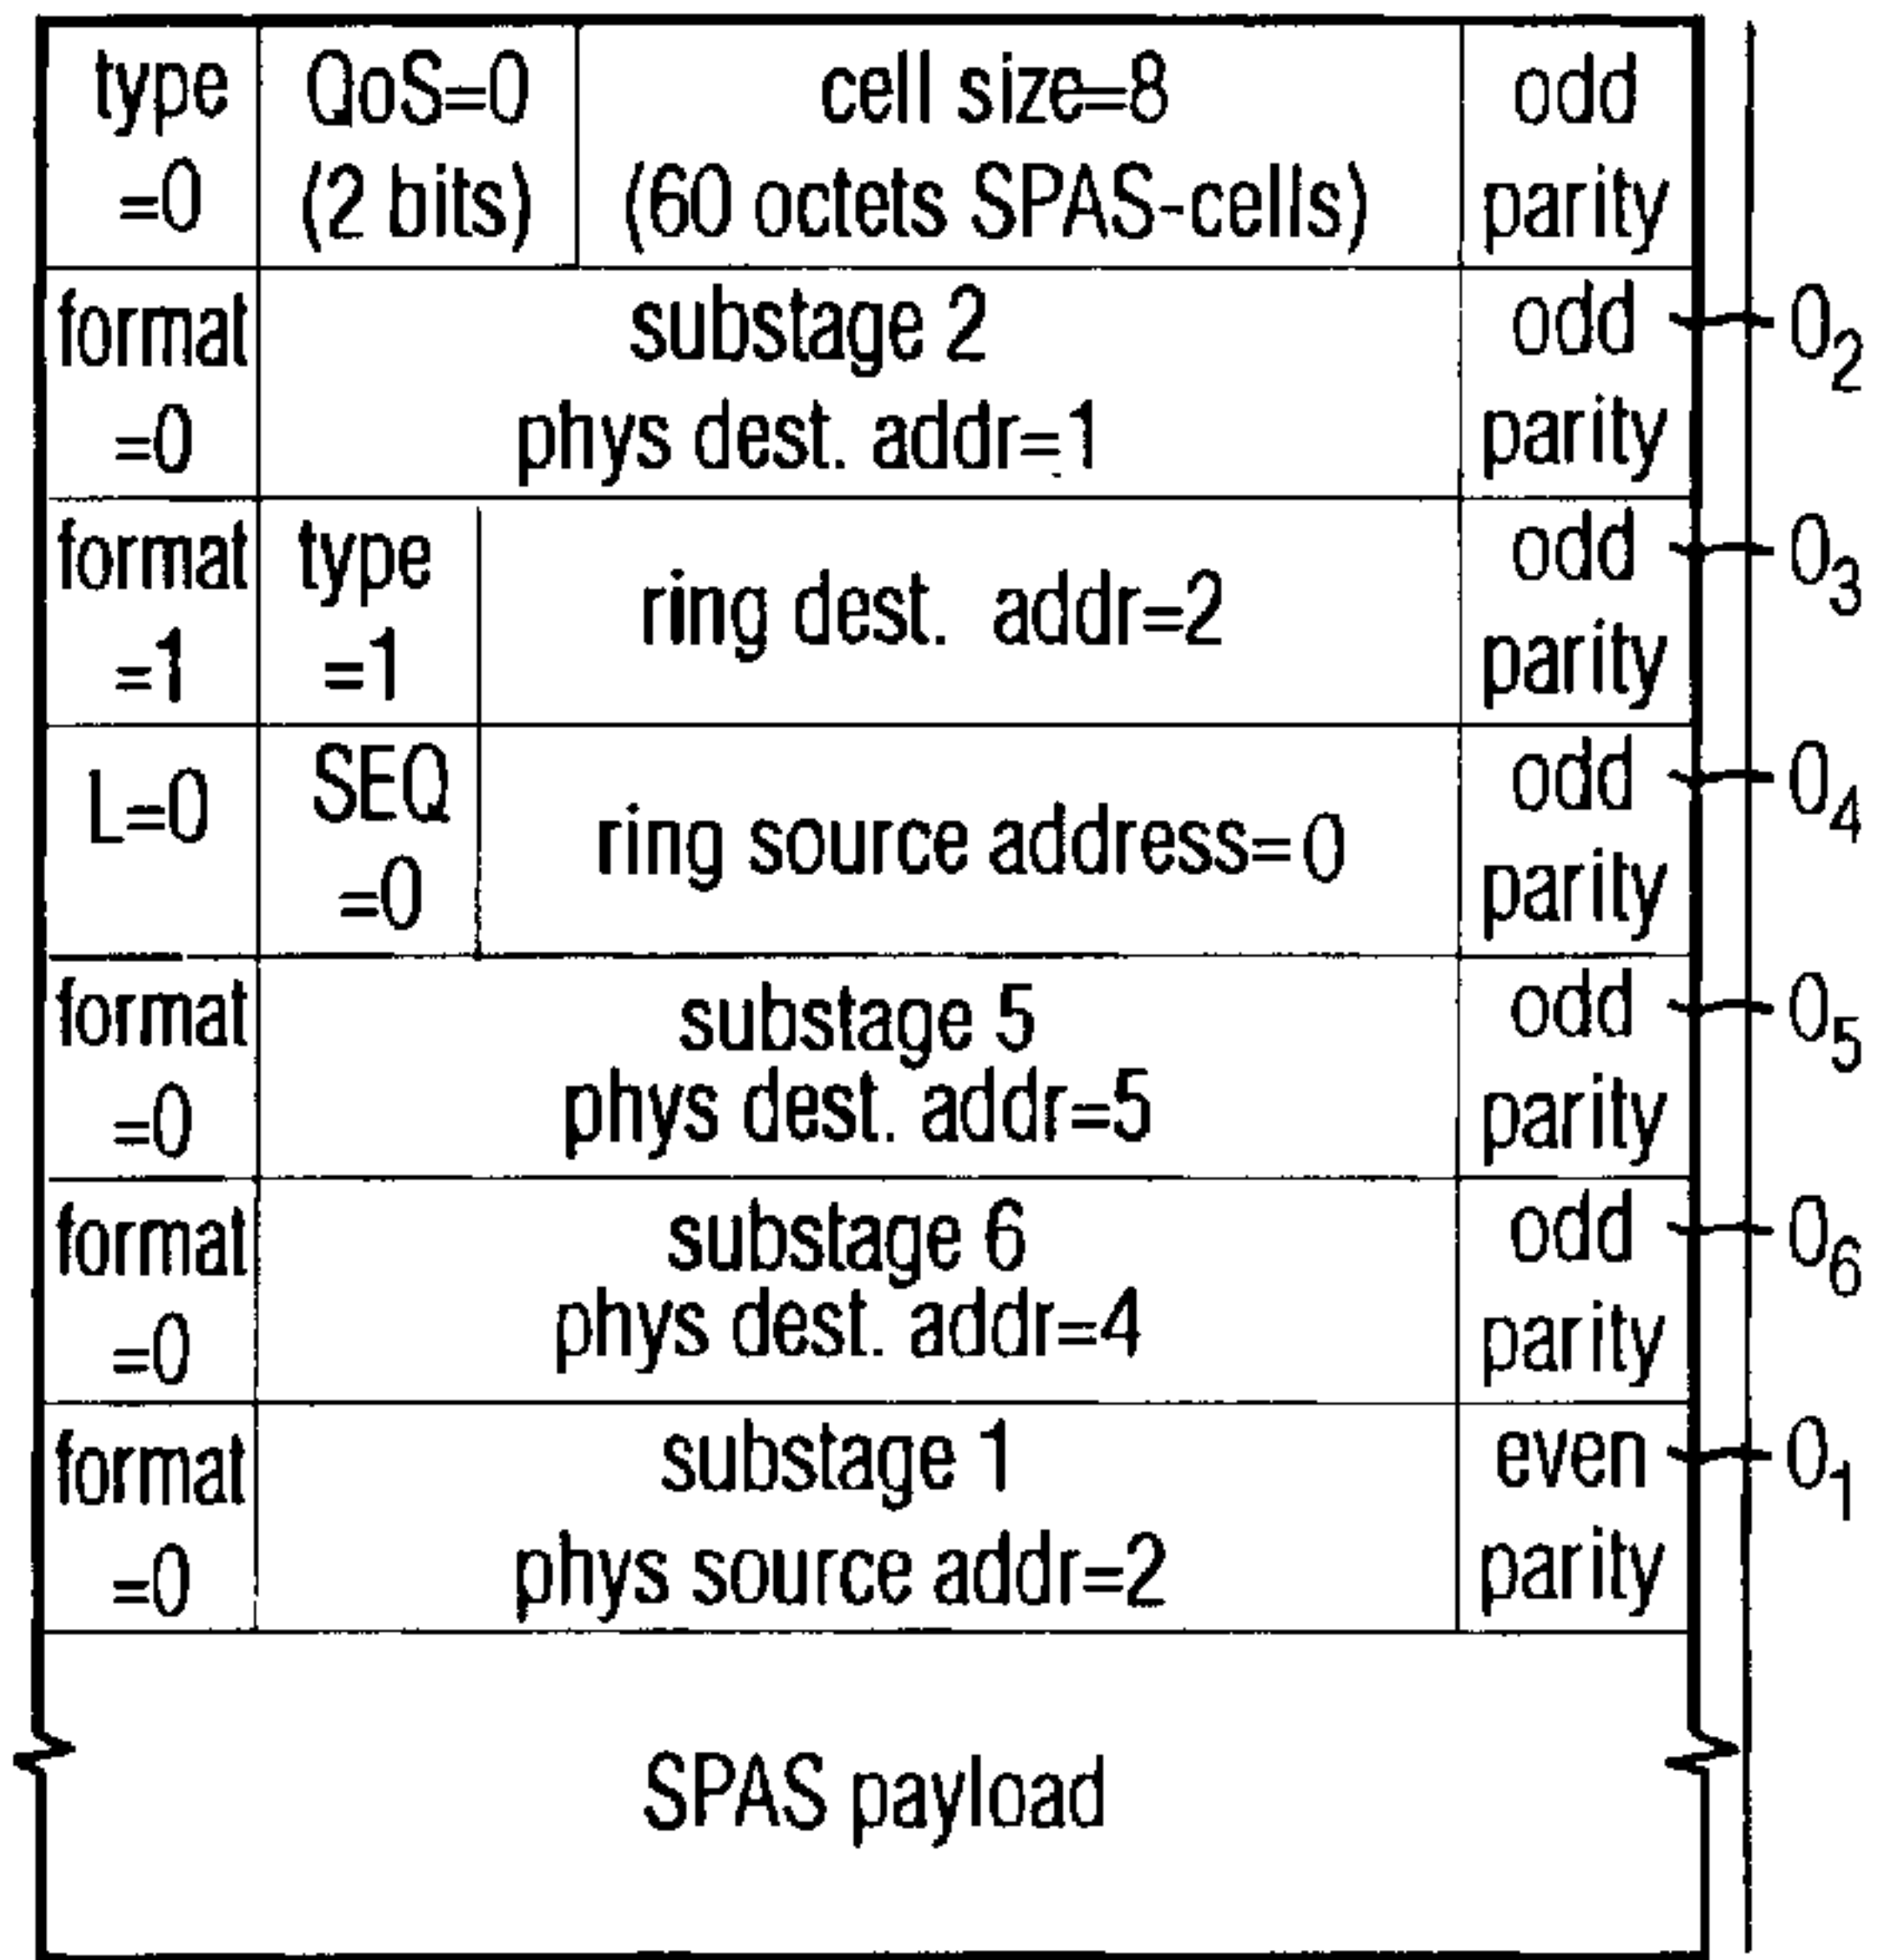 type QoS=0 cell size=8 odd
=0 (2 bits) (60 octets SPAS-cells) parity
format substage 2 odd O2
=0 phys dest. addr=1 parity
format type ring dest. addr=2 odd O3
=1 =1 parity
L=0 SEQ ring source address=0 odd O4
=0 parity
format substage 5 odd O5
=0 phys dest. addr=5 parity
format substage 6 odd O6
=0 phys dest. addr=4 parity
format substage 1 even O1
=0 phys source addr=2 parity
SPAS payload